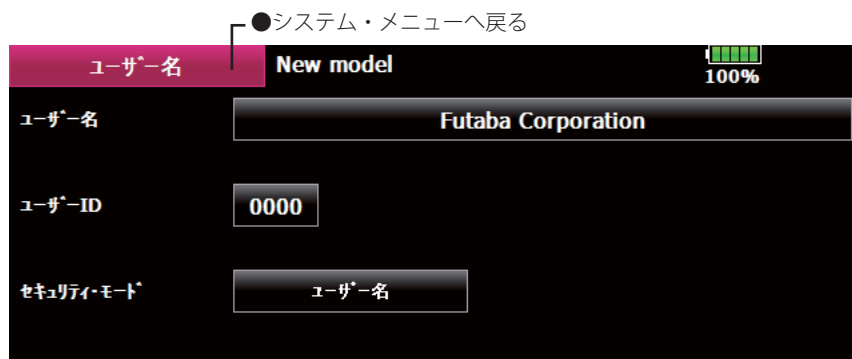 ●システム・メニューへ戻る
ユーザー名 New model 100%
ユーザー名 Futaba Corporation
ユーザーID 0000
セキュリティ・モード ユーザー名